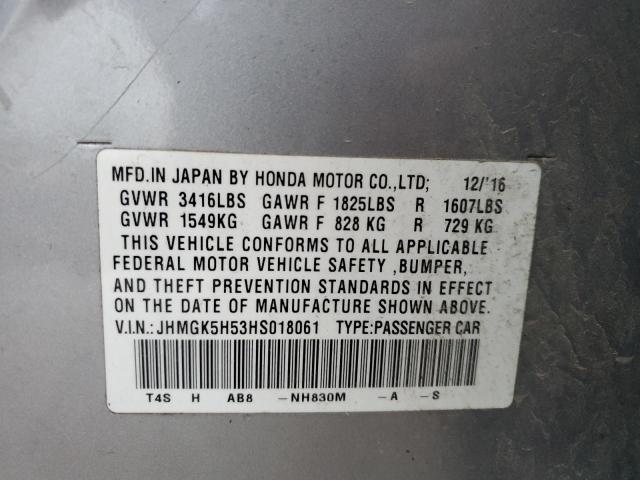 MFD.IN JAPAN BY HONDA MOTOR CO.,LTD; 12/'16
GVWR 3416LBS GAWR F 1825LBS R 1607LBS
GVWR 1549KG GAWR F 828 KG R 729 KG
THIS VEHICLE CONFORMS TO ALL APPLICABLE
FEDERAL MOTOR VEHICLE SAFETY ,BUMPER,
AND THEFT PREVENTION STANDARDS IN EFFECT
ON THE DATE OF MANUFACTURE SHOWN ABOVE.
V.I.N.:JHMGK5H53HS018061 TYPE:PASSENGER CAR
T4S H AB8 -NH830M -A -S